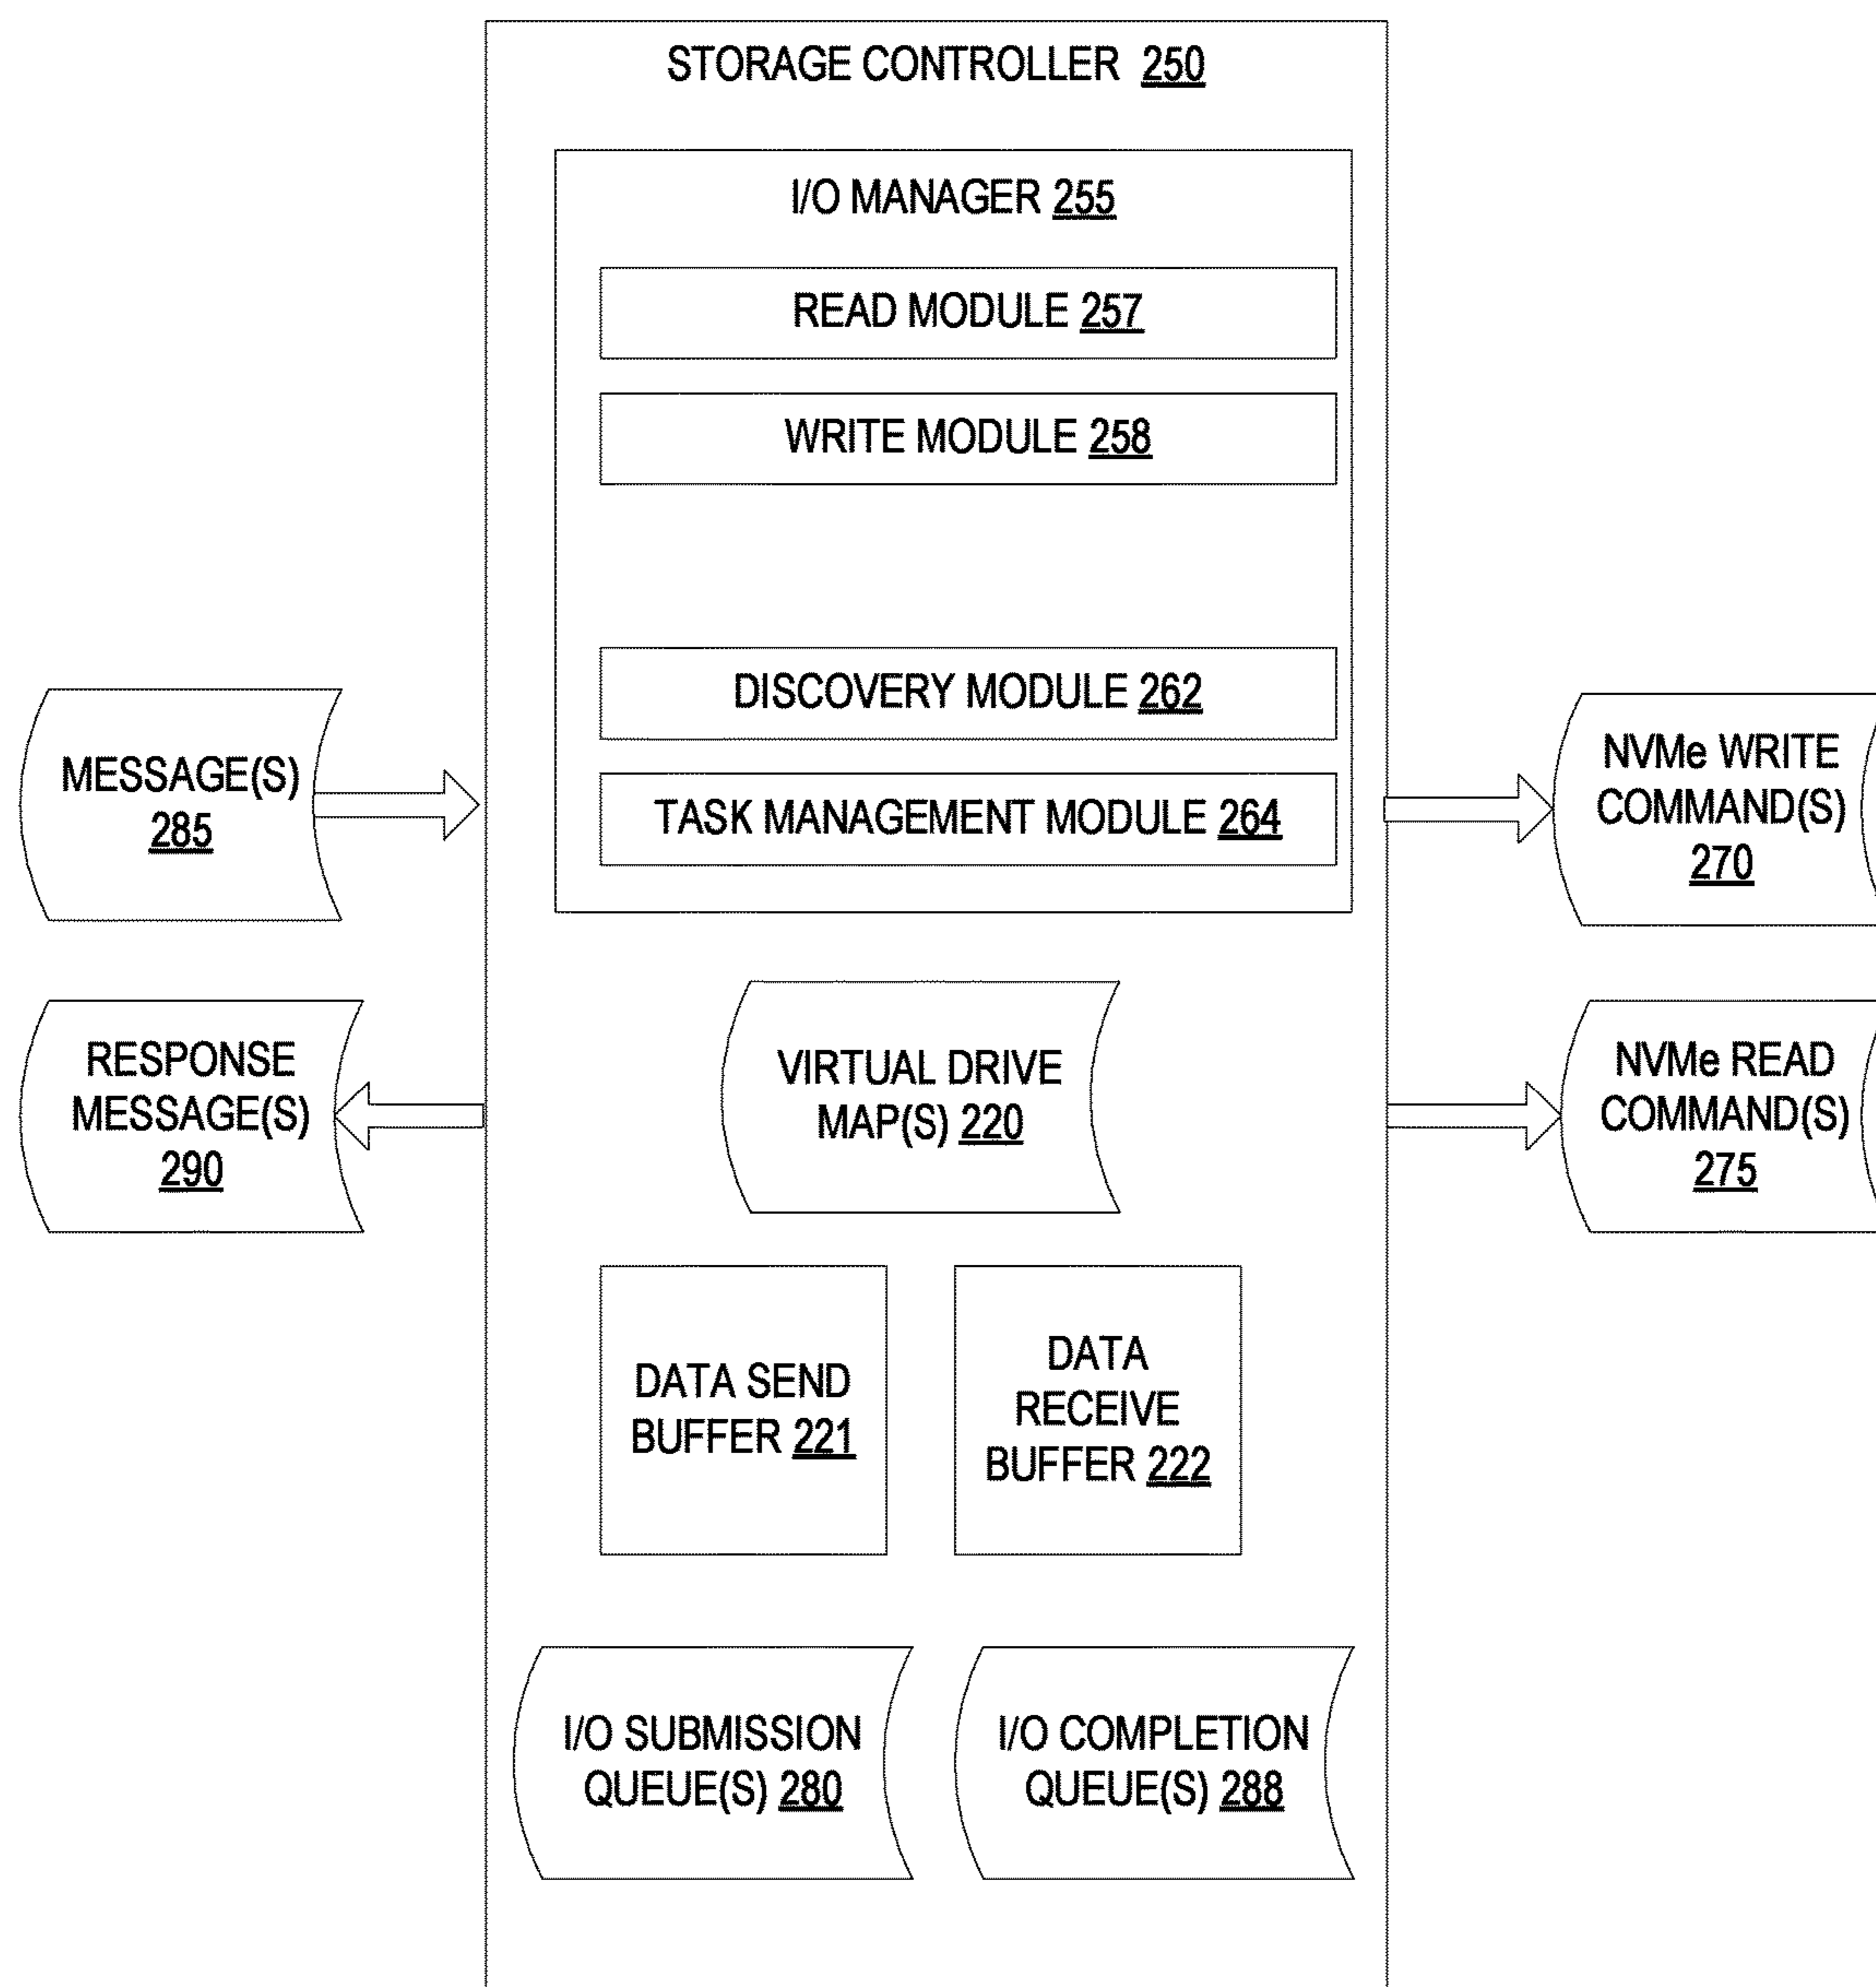 STORAGE CONTROLLER 250
I/O MANAGER 255
READ MODULE 257
WRITE MODULE 258
DISCOVERY MODULE 262
TASK MANAGEMENT MODULE 264
MESSAGE(S)
285
RESPONSE
MESSAGE(S)
290
NVMe WRITE
COMMAND(S)
270
NVMe READ
COMMAND(S)
275
VIRTUAL DRIVE
MAP(S) 220
DATA SEND
BUFFER 221
DATA
RECEIVE
BUFFER 222
I/O SUBMISSION
QUEUE(S) 280
I/O COMPLETION
QUEUE(S) 288